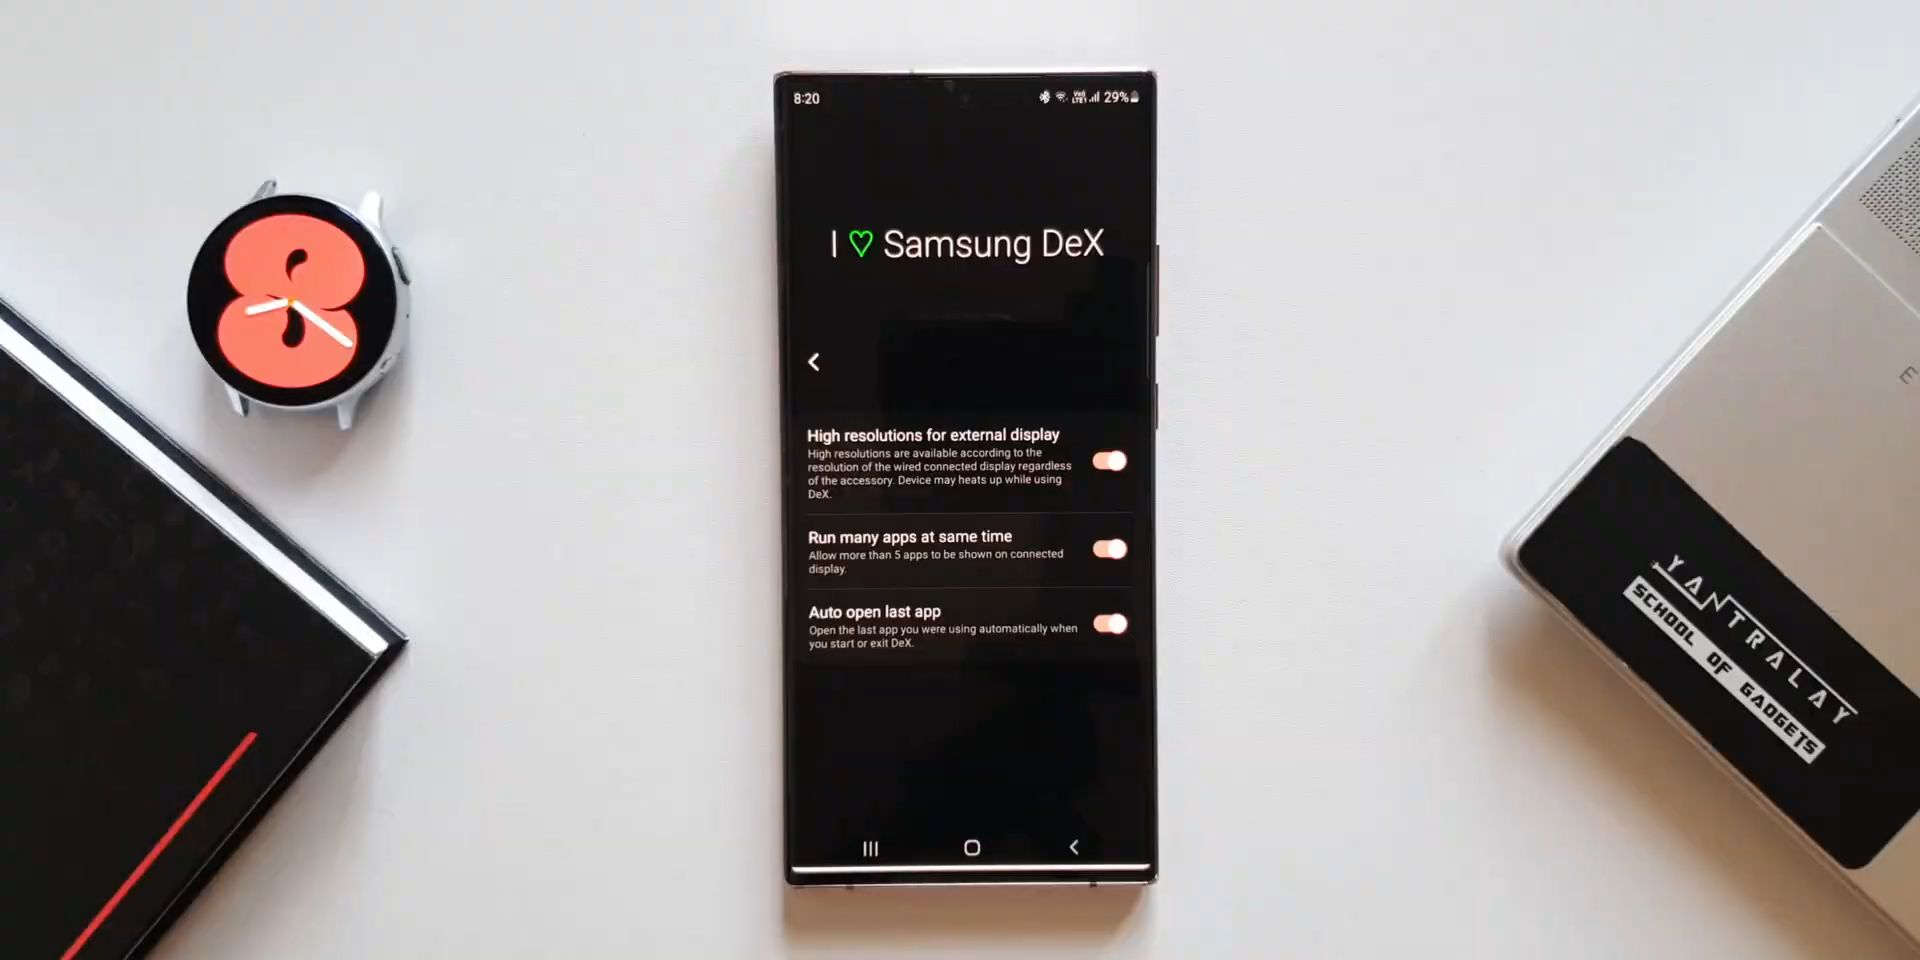 8:20
29%
I ♡ Samsung DeX
High resolutions for external display
High resolutions are available according to the
resolution of the wired connected display regardless
of the accessory. Device may heats up while using
DeX.
Run many apps at same time
Allow more than 5 apps to be shown on connected
display.
Auto open last app
Open the last app you were using automatically when
you start or exit DeX.
8
E
YANTRALAY
SCHOOL OF GADGETS